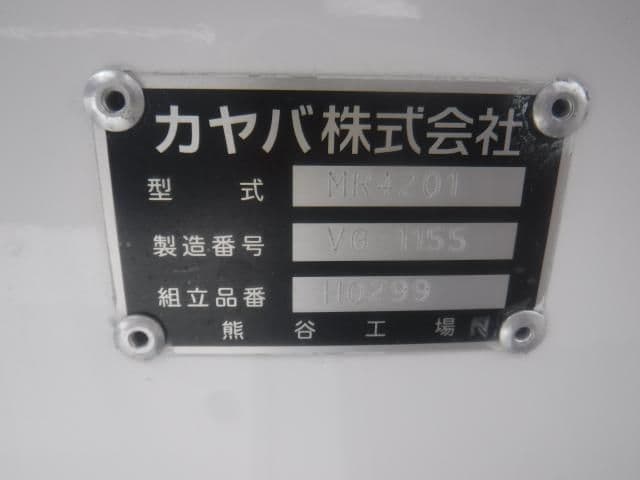 カヤバ株式会社
型式 MR4201
製造番号 VG 1155
組立品番 H0299
熊谷工場